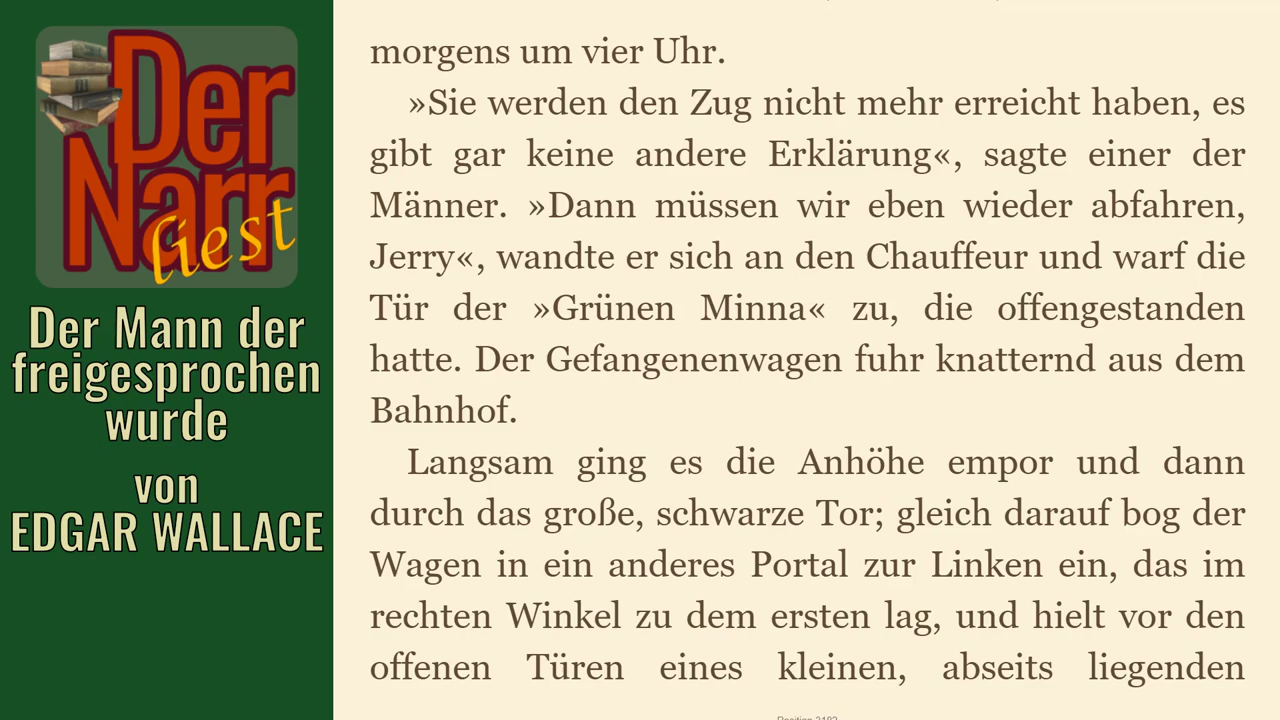 Der
Narr
liest
Der Mann der
freigesprochen
wurde
von
EDGAR WALLACE
morgens um vier Uhr.
»Sie werden den Zug nicht mehr erreicht haben, es
gibt gar keine andere Erklärung«, sagte einer der
Männer. »Dann müssen wir eben wieder abfahren,
Jerry«, wandte er sich an den Chauffeur und warf die
Tür der »Grünen Minna« zu, die offengestanden
hatte. Der Gefangenenwagen fuhr knatternd aus dem
Bahnhof.
Langsam ging es die Anhöhe empor und dann
durch das große, schwarze Tor; gleich darauf bog der
Wagen in ein anderes Portal zur Linken ein, das im
rechten Winkel zu dem ersten lag, und hielt vor den
offenen Türen eines kleinen, abseits liegenden